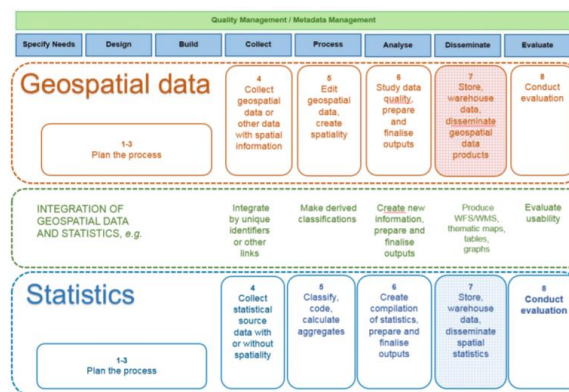 Quality Management / Metadata Management
Specify Needs
Design
Build
Collect
Process
Analyse
Disseminate
Evaluate
Geospatial data
1-3
Plan the process
4
Collect
geospatial
data or
other data
with spatial
information
5
Edit
geospatial
data,
create
spatiality
6
Study data
quality,
prepare
and
finalise
outputs
7
Store,
warehouse
data,
disseminate
geospatial
data
products
8
Conduct
evaluation
INTEGRATION OF
GEOSPATIAL DATA
AND STATISTICS, e.g.
Integrate
by unique
identifiers
or other
links
Make derived
classifications
Create new
information,
prepare and
finalise
outputs
Produce
WFS/WMS,
thematic maps,
tables,
graphs
Evaluate
usability
Statistics
1-3
Plan the process
4
Collect
statistical
source
data with
or without
spatiality
5
Classify,
code,
calculate
aggregates
6
Create
compilation
of statistics,
prepare and
finalise
outputs
7
Store,
warehouse
data,
disseminate
spatial
statistics
8
Conduct
evaluation